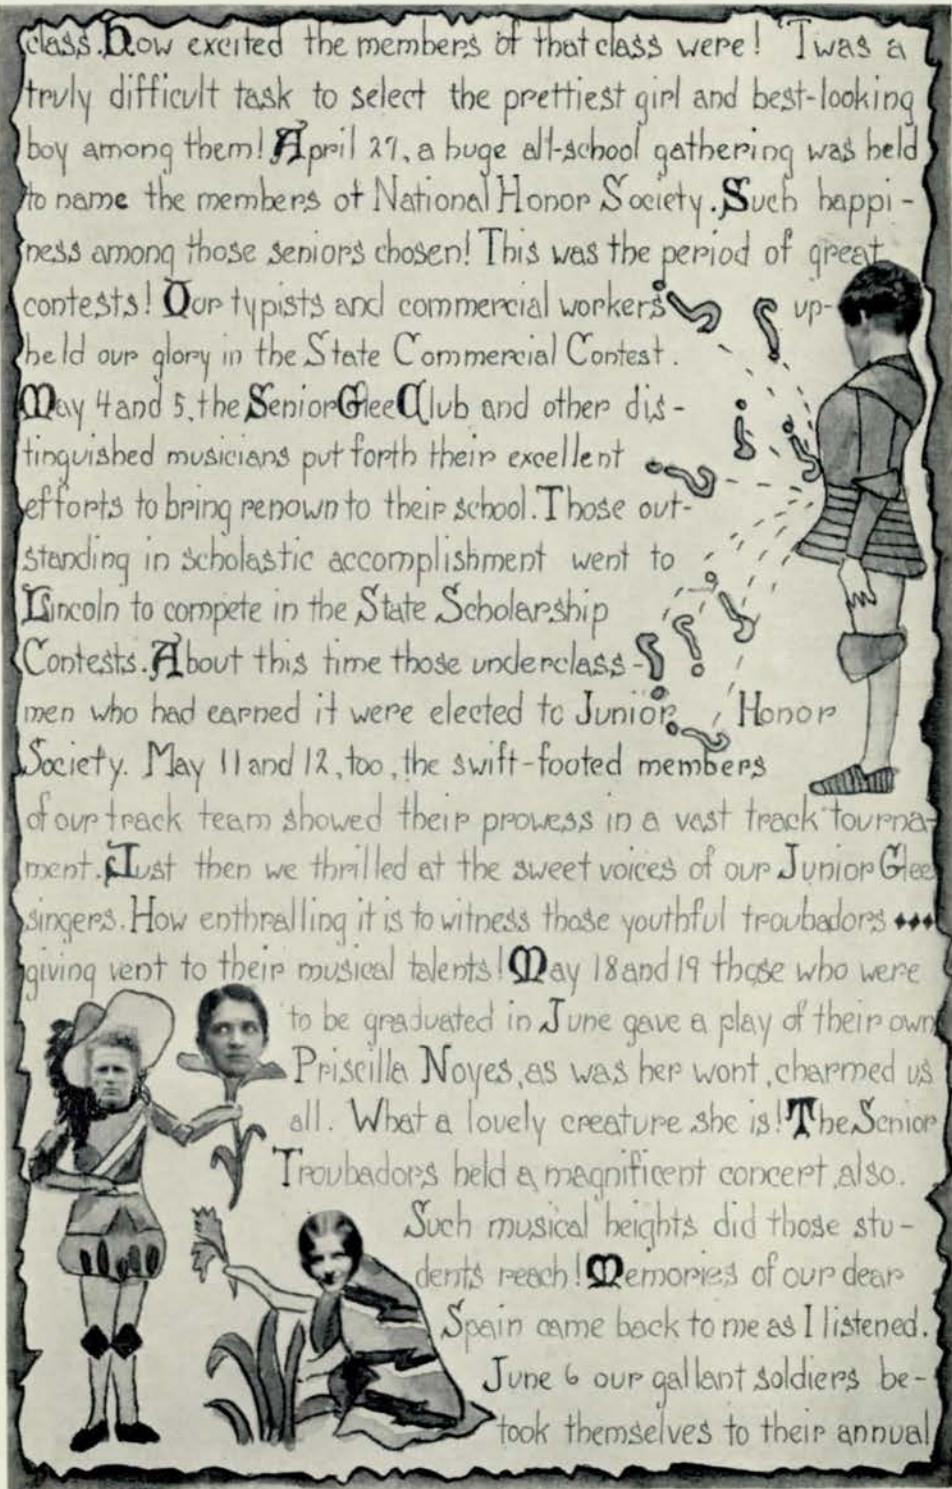 class. How excited the members of that class were! 'Twas a
truly difficult task to select the prettiest girl and best-looking
boy among them! April 27, a huge all-school gathering was held
to name the members of National Honor Society. Such happi-
ness among those seniors chosen! This was the period of great
contests! Our typists and commercial workers up-
held our glory in the State Commercial Contest.
May 4 and 5, the Senior Glee Club and other dis-
tinguished musicians put forth their excellent
efforts to bring renown to their school. Those out-
standing in scholastic accomplishment went to
Lincoln to compete in the State Scholarship
Contests. About this time those underclass-
men who had earned it were elected to Junior Honor
Society. May 11 and 12, too, the swift-footed members
of our track team showed their prowess in a vast track tourna-
ment. Just then we thrilled at the sweet voices of our Junior Glee
singers. How enthralling it is to witness those youthful troubadors ♦♦♦
giving vent to their musical talents! May 18 and 19 those who were
to be graduated in June gave a play of their own
Priscilla Noyes, as was her wont, charmed us
all. What a lovely creature she is! The Senior
Troubadors held a magnificent concert, also.
Such musical heights did those stu-
dents reach! Memories of our dear
Spain came back to me as I listened.
June 6 our gallant soldiers be-
took themselves to their annual